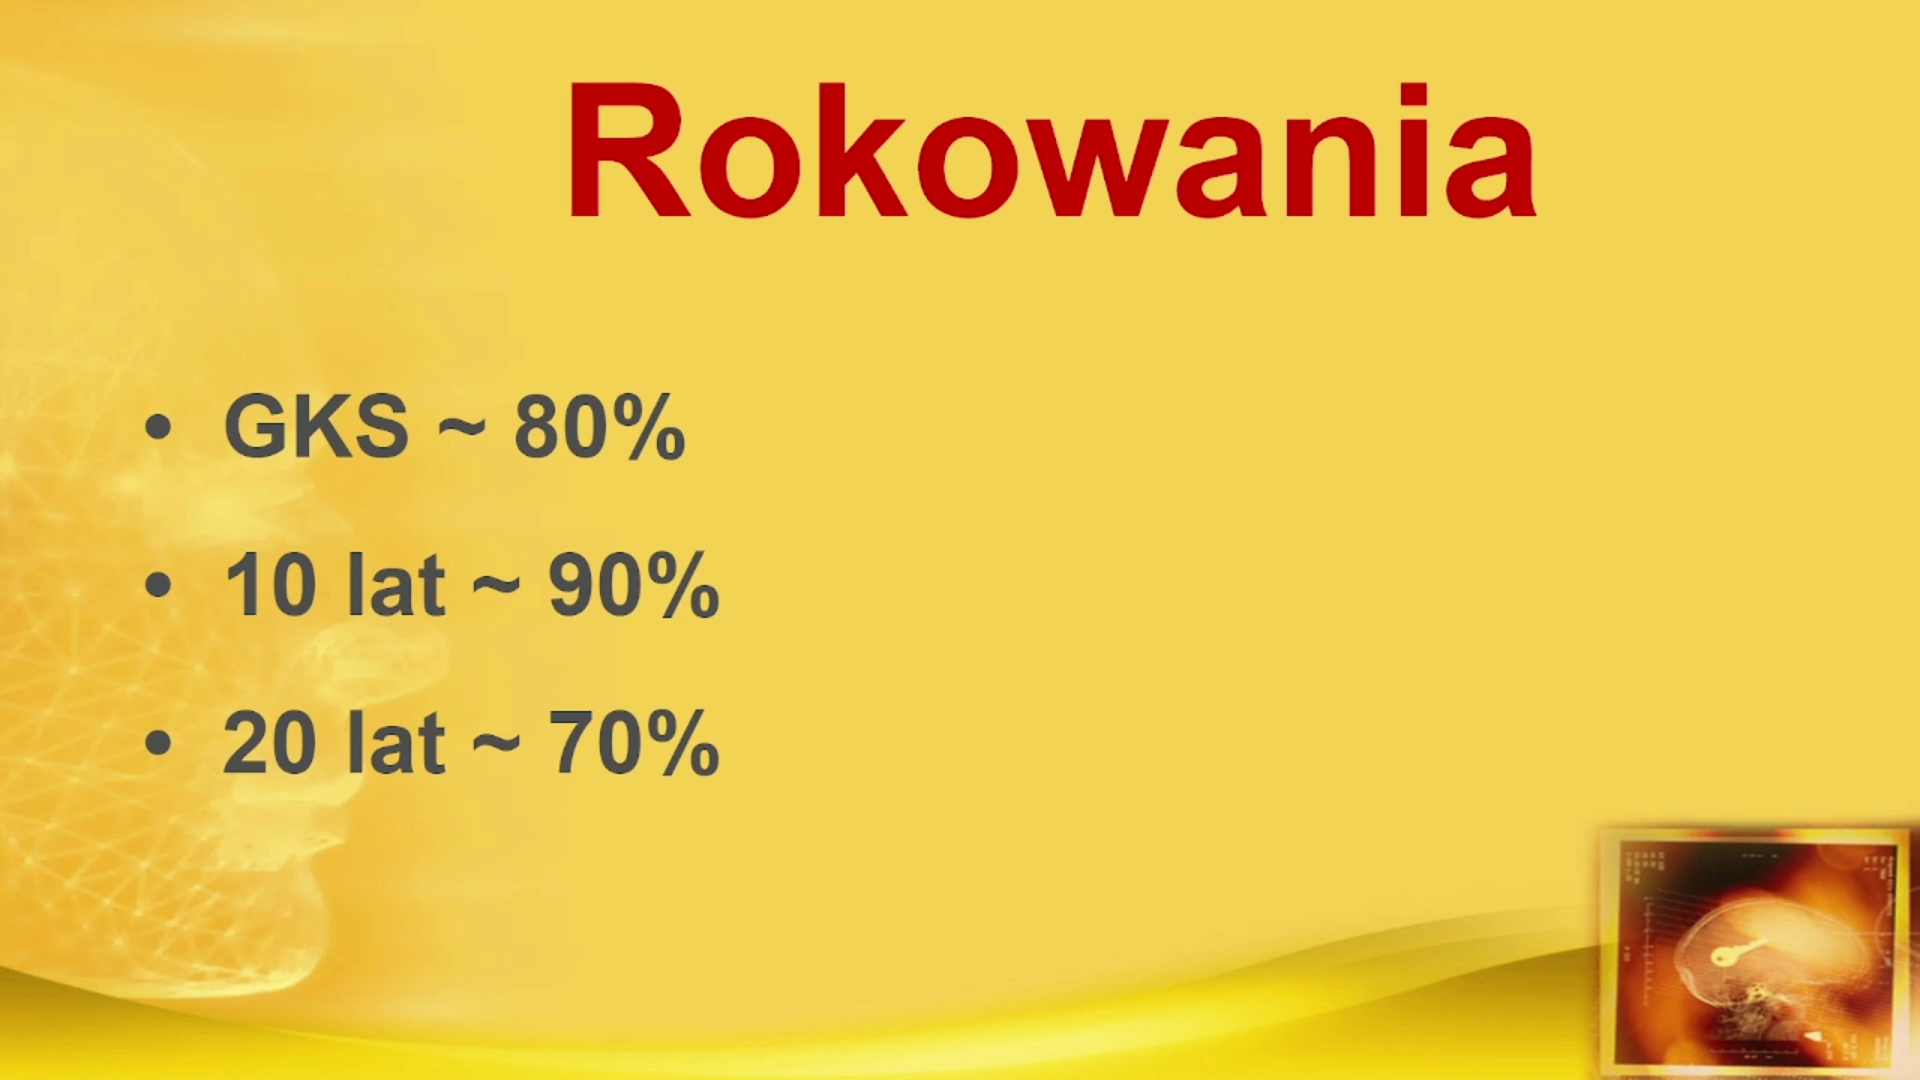 Rokowania
• GKS ~ 80%
• 10 lat ~ 90%
• 20 lat ~ 70%